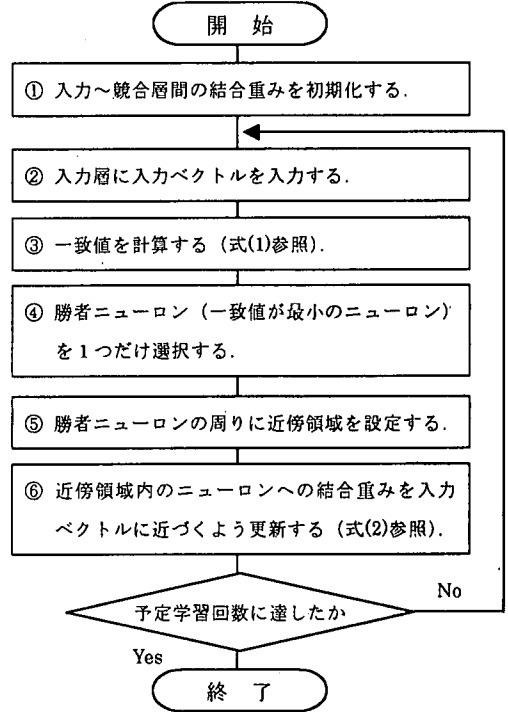 開 始
① 入力～競合層間の結合重みを初期化する.
② 入力層に入力ベクトルを入力する.
③ 一致値を計算する (式(1)参照).
④ 勝者ニューロン (一致値が最小のニューロン)
を1つだけ選択する.
⑤ 勝者ニューロンの周りに近傍領域を設定する.
⑥ 近傍領域内のニューロンへの結合重みを入力
ベクトルに近づくよう更新する (式(2)参照).
予定学習回数に達したか
No
Yes
終 了